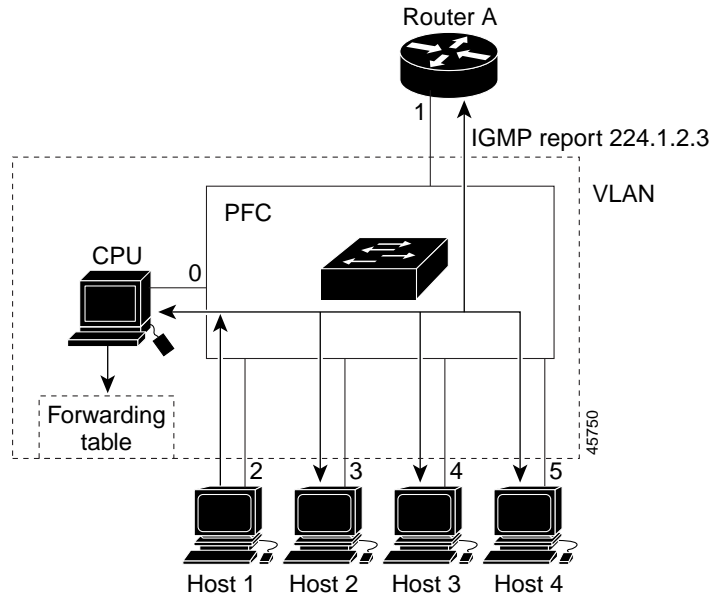 Router A
1
IGMP report 224.1.2.3
VLAN
PFC
CPU
0
Forwarding
table
45750
2
3
4
5
Host 1
Host 2
Host 3
Host 4